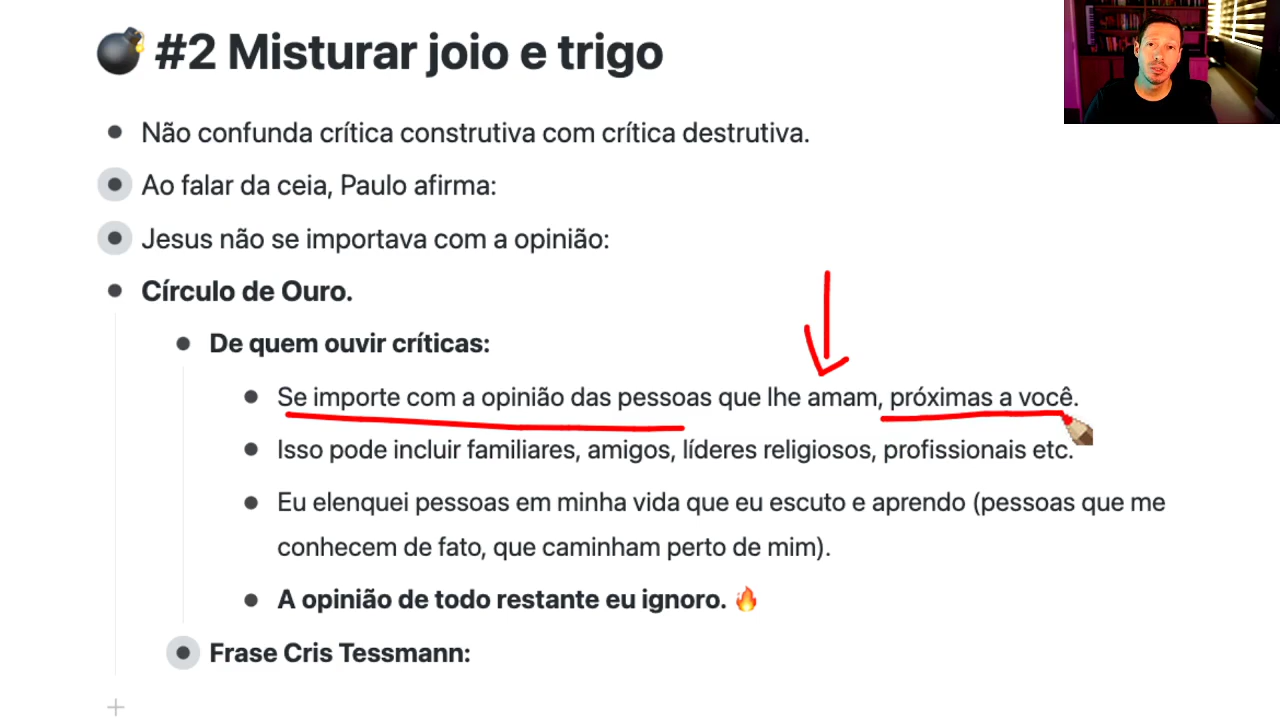 💣 #2 Misturar joio e trigo
Não confunda crítica construtiva com crítica destrutiva.
Ao falar da ceia, Paulo afirma:
Jesus não se importava com a opinião:
Círculo de Ouro.
De quem ouvir críticas:
Se importe com a opinião das pessoas que lhe amam, próximas a você.
Isso pode incluir familiares, amigos, líderes religiosos, profissionais etc.
Eu elenquei pessoas em minha vida que eu escuto e aprendo (pessoas que me
conhecem de fato, que caminham perto de mim).
A opinião de todo restante eu ignoro. 🔥
Frase Cris Tessmann: